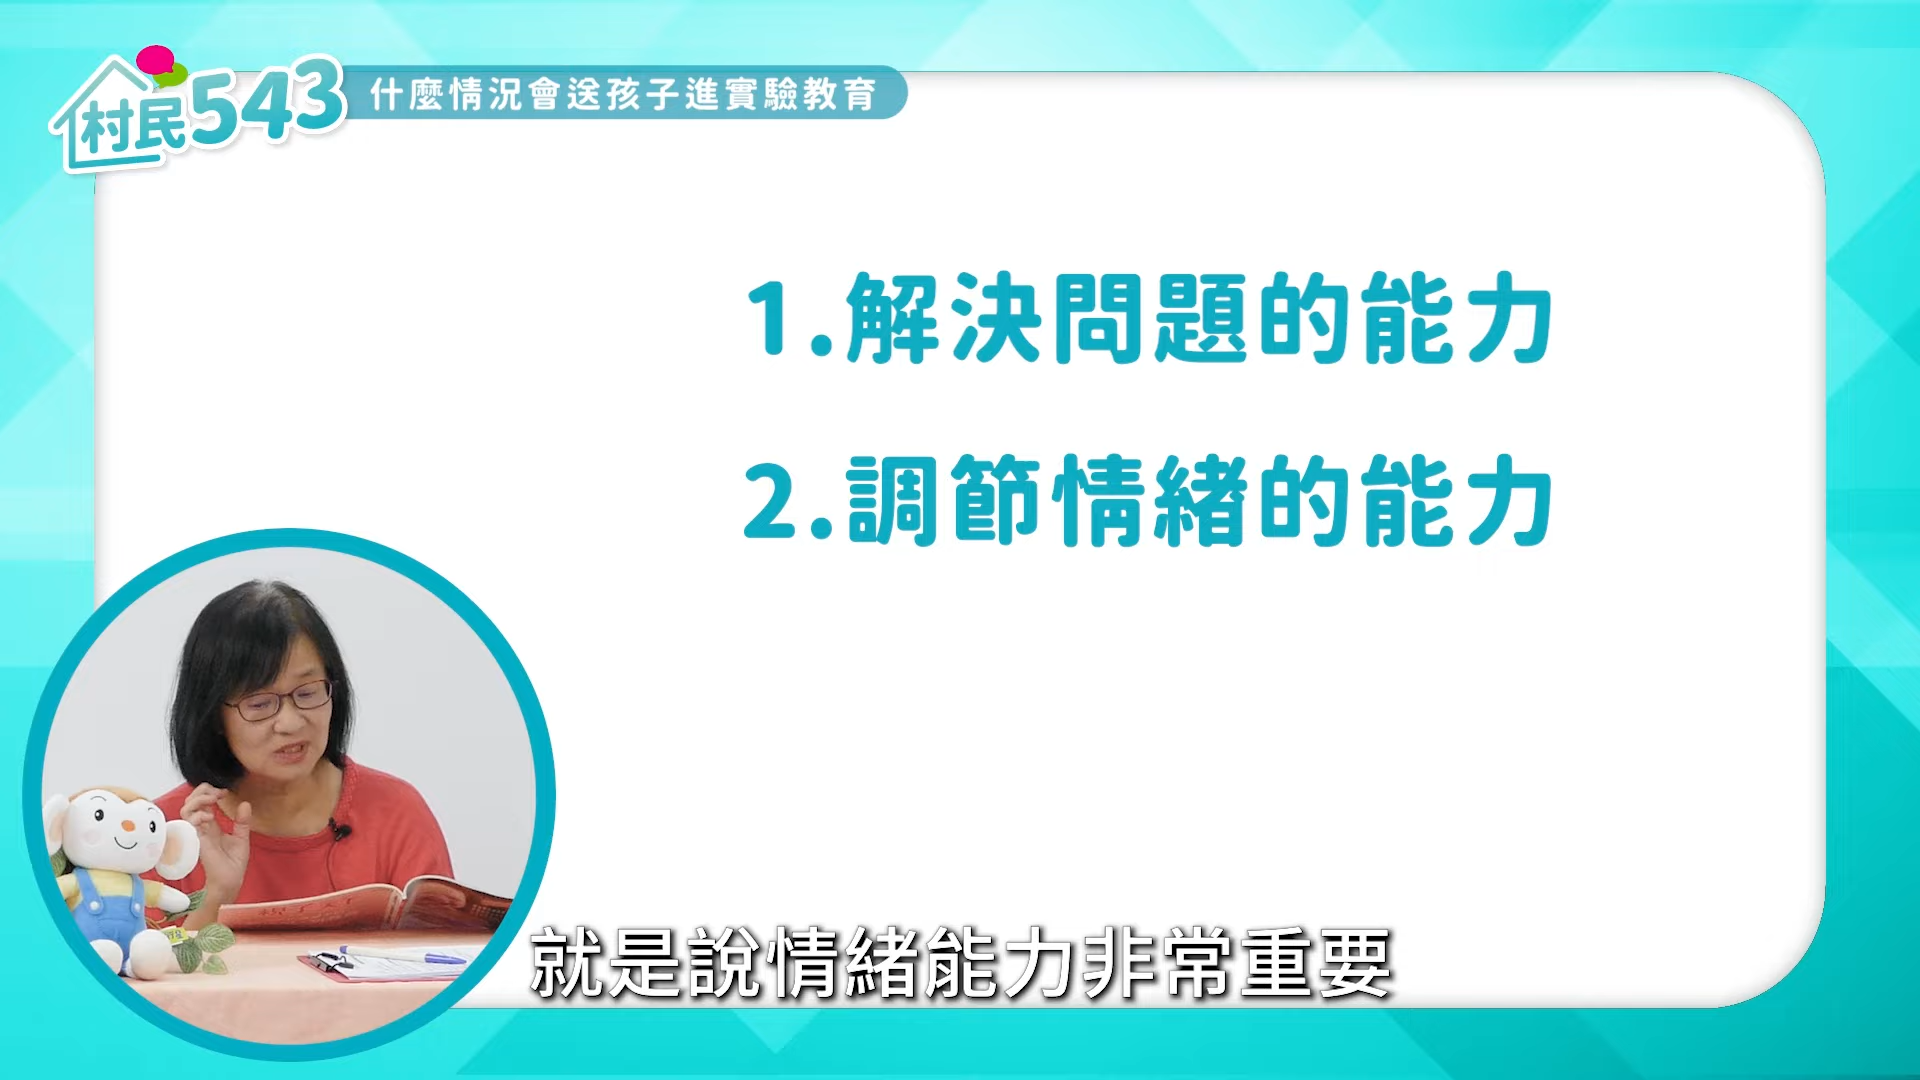 村民543
什麼情況會送孩子進實驗教育
1.解決問題的能力
2.調節情緒的能力
就是說情緒能力非常重要